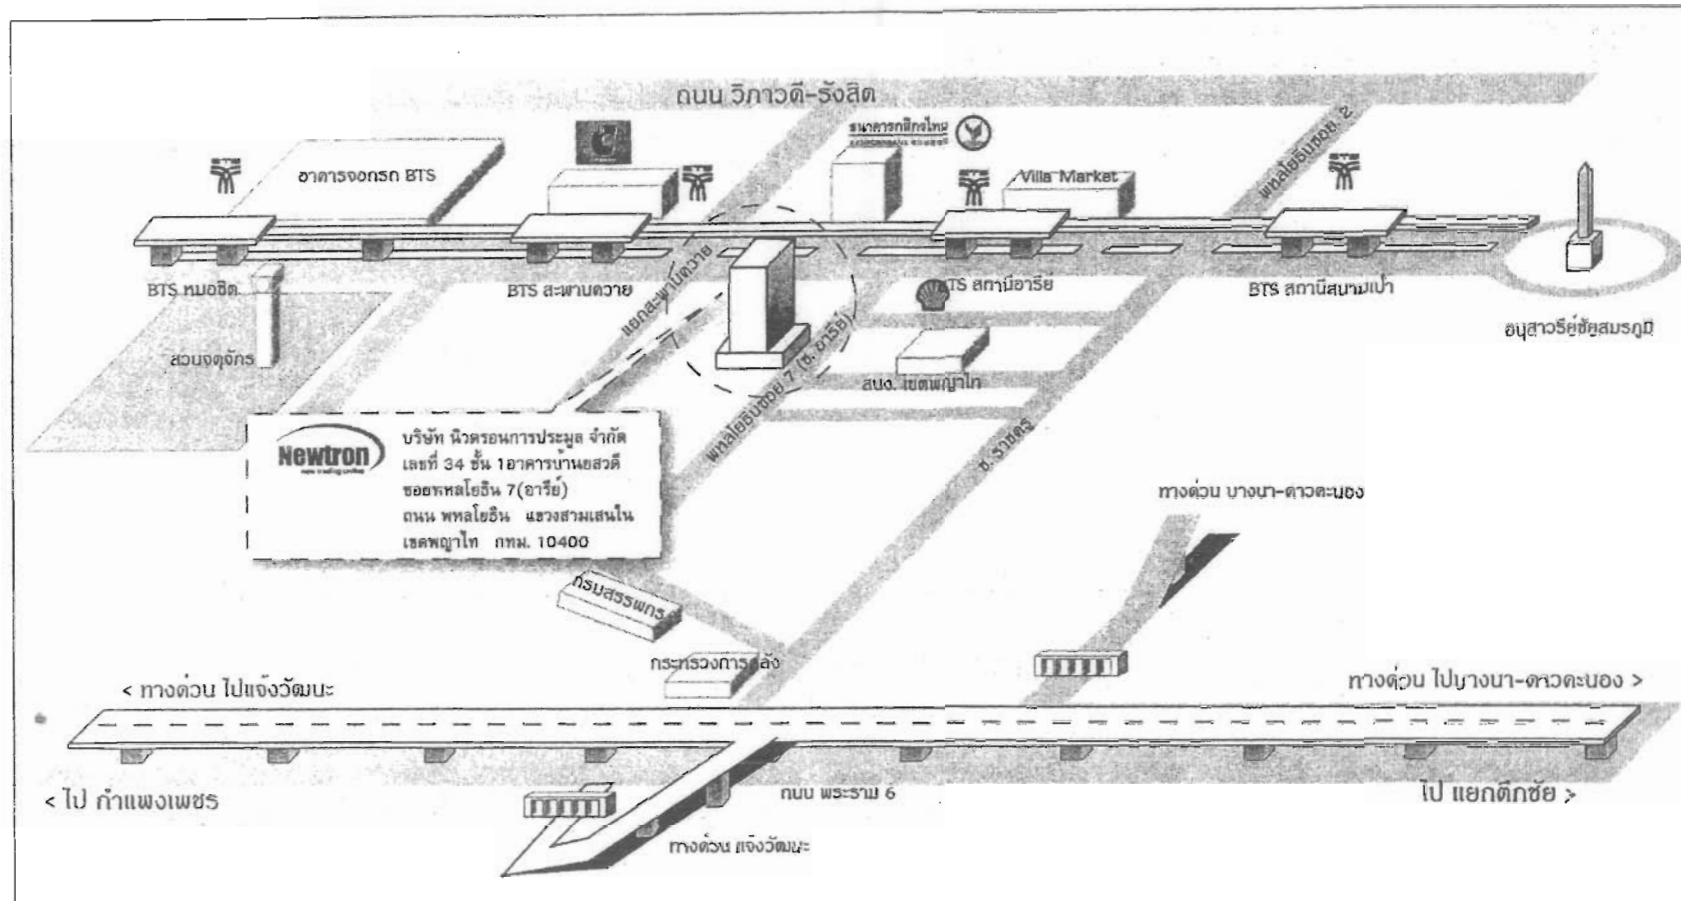 ถนน วิภาวดี-รังสิต
ธนาคารกสิกรไทย
พหลโยธินซอย 2
อาคารจอดรถ BTS
Villa Market
BTS หมอชิต
BTS สะพานควาย
แยกสะพานควาย
BTS สถานีอารีย์
BTS สถานีสนามเป้า
อนุสาวรีย์ชัยสมรภูมิ
สวนจตุจักร
สนง. เขตพญาไท
พหลโยธินซอย 7 (ซ. อารีย์)
ซ. ราชครู
Newtron
บริษัท นิวตรอนการประมูล จำกัด
เลขที่ 34 ชั้น 1อาคารบ้านยสวดี
ซอยพหลโยธิน 7(อารีย์)
ถนน พหลโยธิน แขวงสามเสนใน
เขตพญาไท กทม. 10400
ทางด่วน บางนา-ดาวคะนอง
กรมสรรพกร
กระทรวงการคลัง
< ทางด่วน ไปแจ้งวัฒนะ
ทางด่วน ไปบางนา-ดาวคะนอง >
< ไป กำแพงเพชร
ถนน พระราม 6
ไป แยกตึกชัย >
ทางด่วน แจ้งวัฒนะ